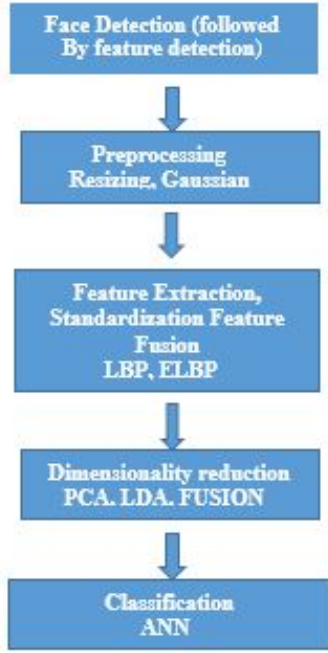 Face Detection (followed
By feature detection)
Preprocessing
Resizing, Gaussian
Feature Extraction,
Standardization Feature
Fusion
LBP, ELBP
Dimensionality reduction
PCA. LDA. FUSION
Classification
ANN